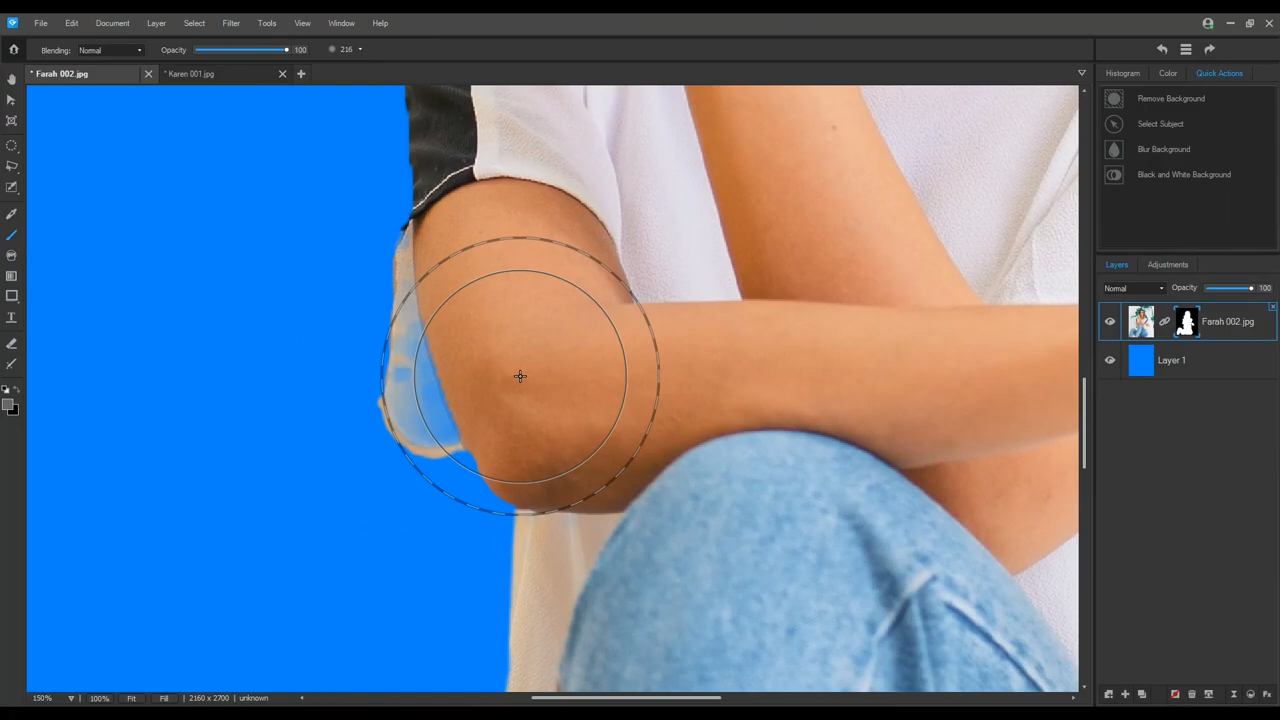 File Edit Document Layer Select Filter Tools View Window Help
Blending: Normal Opacity 100 216
* Farah 002.jpg * Karen 001.jpg
Histogram Color Quick Actions
Remove Background
Select Subject
Blur Background
Black and White Background
Layers Adjustments
Normal Opacity 100
Farah 002.jpg
Layer 1
150% 100% Fit Fill 2160 x 2700 unknown
Fx